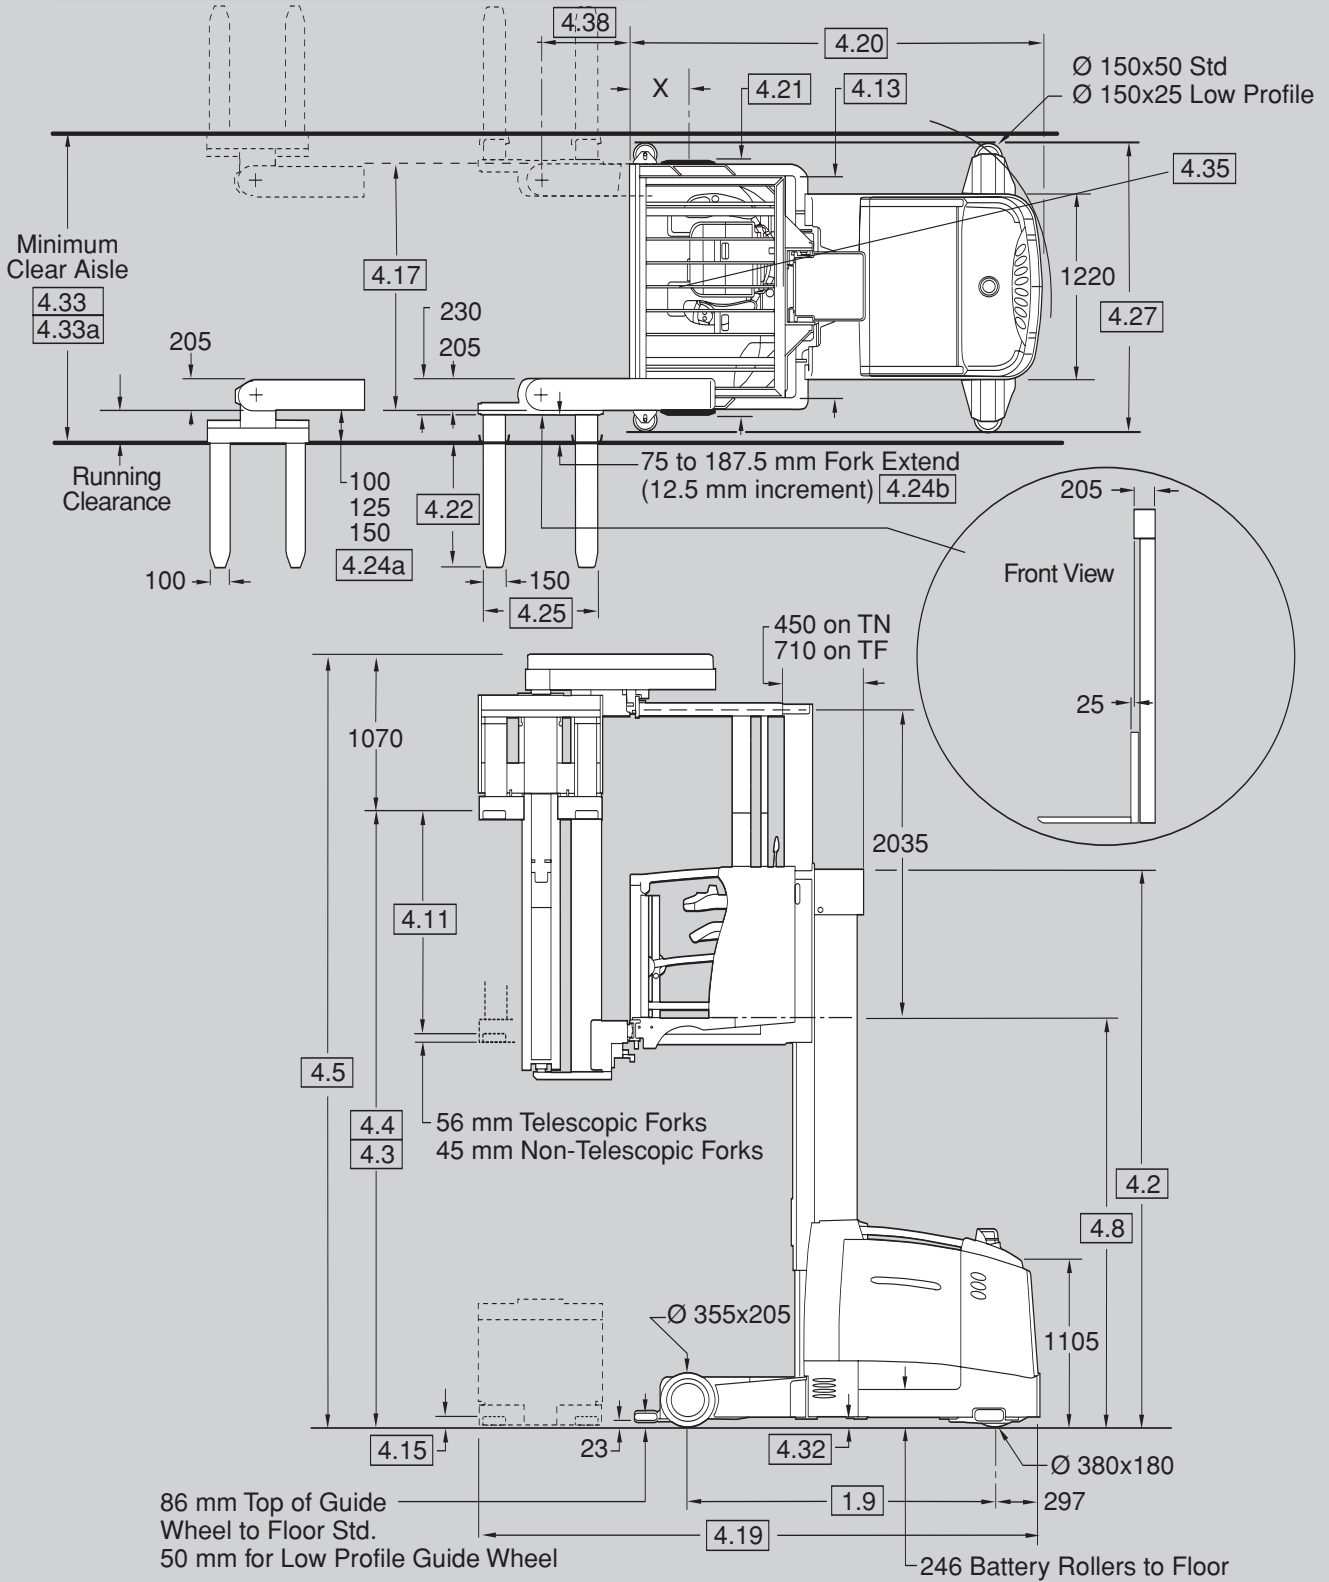 4.38
4.20
Ø 150x50 Std
Ø 150x25 Low Profile
X
4.21
4.13
4.35
Minimum
Clear Aisle
4.33
4.33a
4.17
1220
4.27
230
205
205
Running
Clearance
100
125
150
4.24a
4.22
75 to 187.5 mm Fork Extend
(12.5 mm increment) 4.24b
100
150
4.25
205
Front View
25
450 on TN
710 on TF
1070
2035
4.11
4.5
4.4
4.3
56 mm Telescopic Forks
45 mm Non-Telescopic Forks
4.2
4.8
Ø 355x205
1105
4.15
23
4.32
Ø 380x180
86 mm Top of Guide
Wheel to Floor Std.
50 mm for Low Profile Guide Wheel
1.9
297
4.19
246 Battery Rollers to Floor